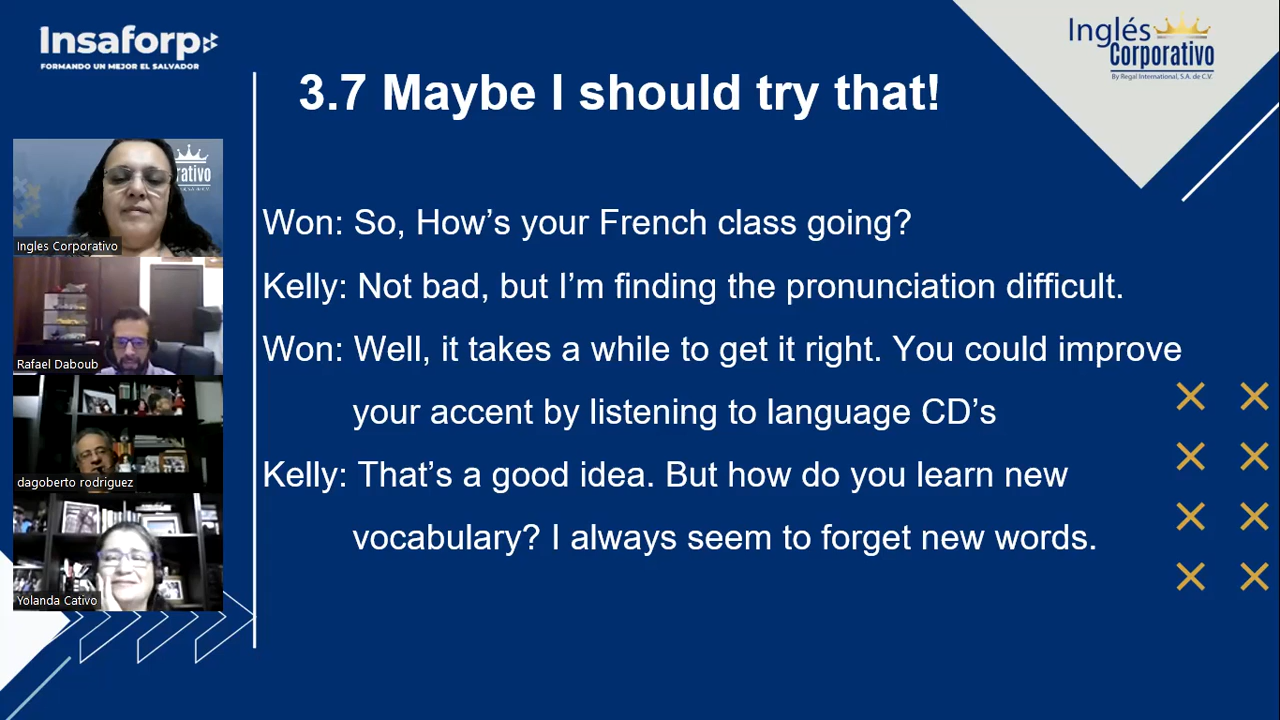 Insaforp
FORMANDO UN MEJOR EL SALVADOR
Inglés
Corporativo
By Regal International, S.A. de C.V.
3.7 Maybe I should try that!
rativo
Ingles Corporativo
Rafael Daboub
dagoberto rodriguez
Yolanda Cativo
Won: So, How’s your French class going?
Kelly: Not bad, but I’m finding the pronunciation difficult.
Won: Well, it takes a while to get it right. You could improve
your accent by listening to language CD’s
Kelly: That’s a good idea. But how do you learn new
vocabulary? I always seem to forget new words.